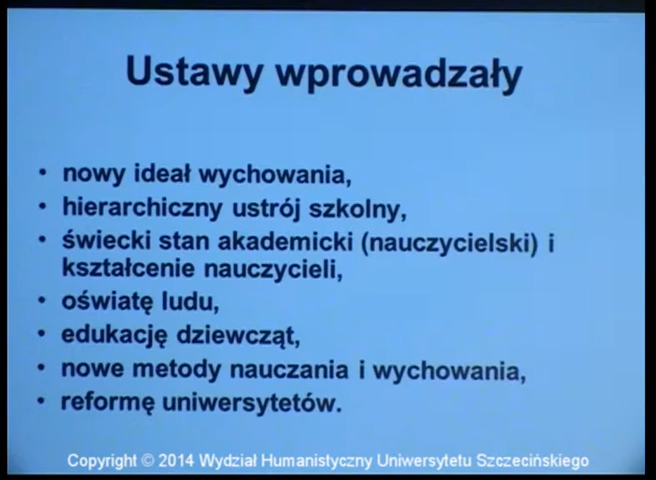 Ustawy wprowadzały
• nowy ideał wychowania,
• hierarchiczny ustrój szkolny,
• świecki stan akademicki (nauczycielski) i
kształcenie nauczycieli,
• oświatę ludu,
• edukację dziewcząt,
• nowe metody nauczania i wychowania,
• reformę uniwersytetów.
Copyright © 2014 Wydział Humanistyczny Uniwersytetu Szczecińskiego